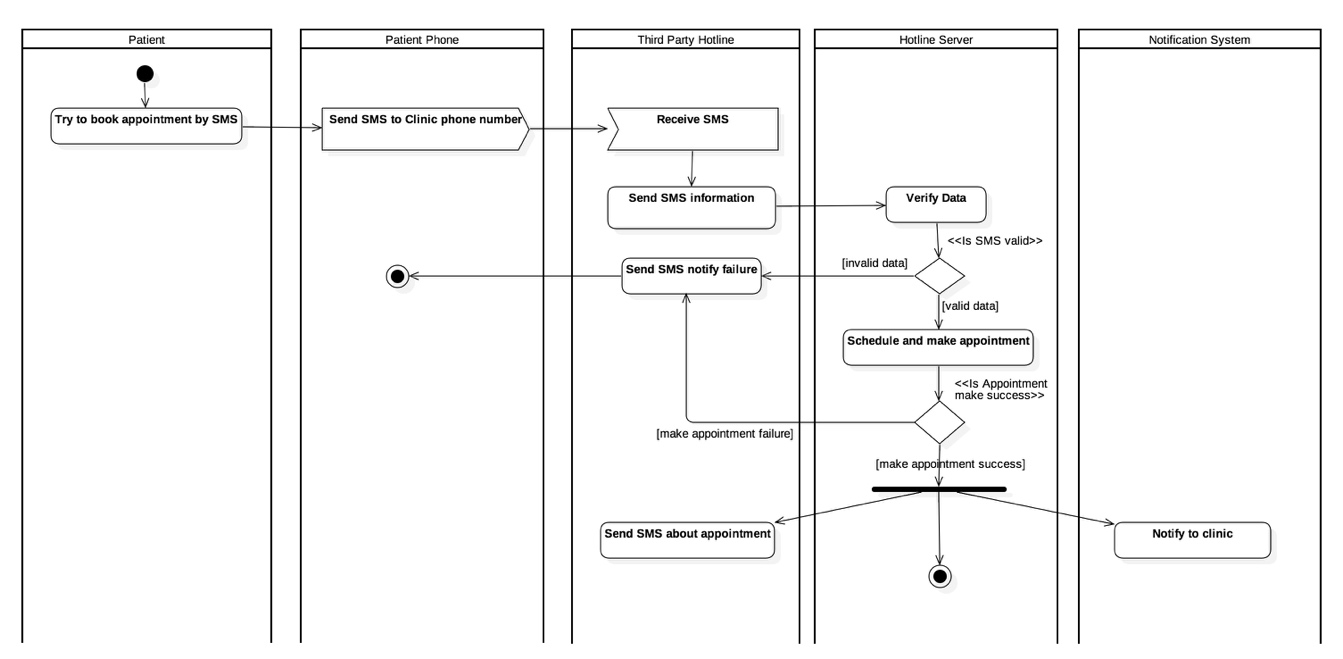 Patient
Patient Phone
Third Party Hotline
Hotline Server
Notification System
Try to book appointment by SMS
Send SMS to Clinic phone number
Receive SMS
Send SMS information
Verify Data
<<Is SMS valid>>
[invalid data]
Send SMS notify failure
[valid data]
Schedule and make appointment
<<Is Appointment
make success>>
[make appointment failure]
[make appointment success]
Send SMS about appointment
Notify to clinic